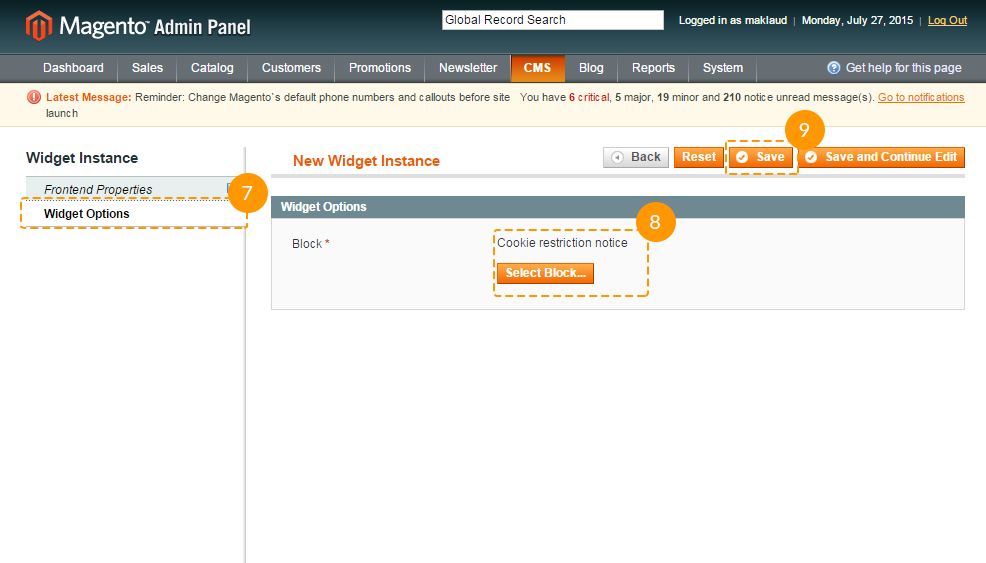 Magento™ Admin Panel
Global Record Search
Logged in as maklaud | Monday, July 27, 2015 | Log Out
Dashboard Sales Catalog Customers Promotions Newsletter CMS Blog Reports System Get help for this page
Latest Message: Reminder: Change Magento`s default phone numbers and callouts before site
launch
You have 6 critical, 5 major, 19 minor and 210 notice unread message(s). Go to notifications
9
Widget Instance
New Widget Instance
Back Reset Save Save and Continue Edit
Frontend Properties
7
Widget Options
Widget Options
8
Block *
Cookie restriction notice
Select Block...